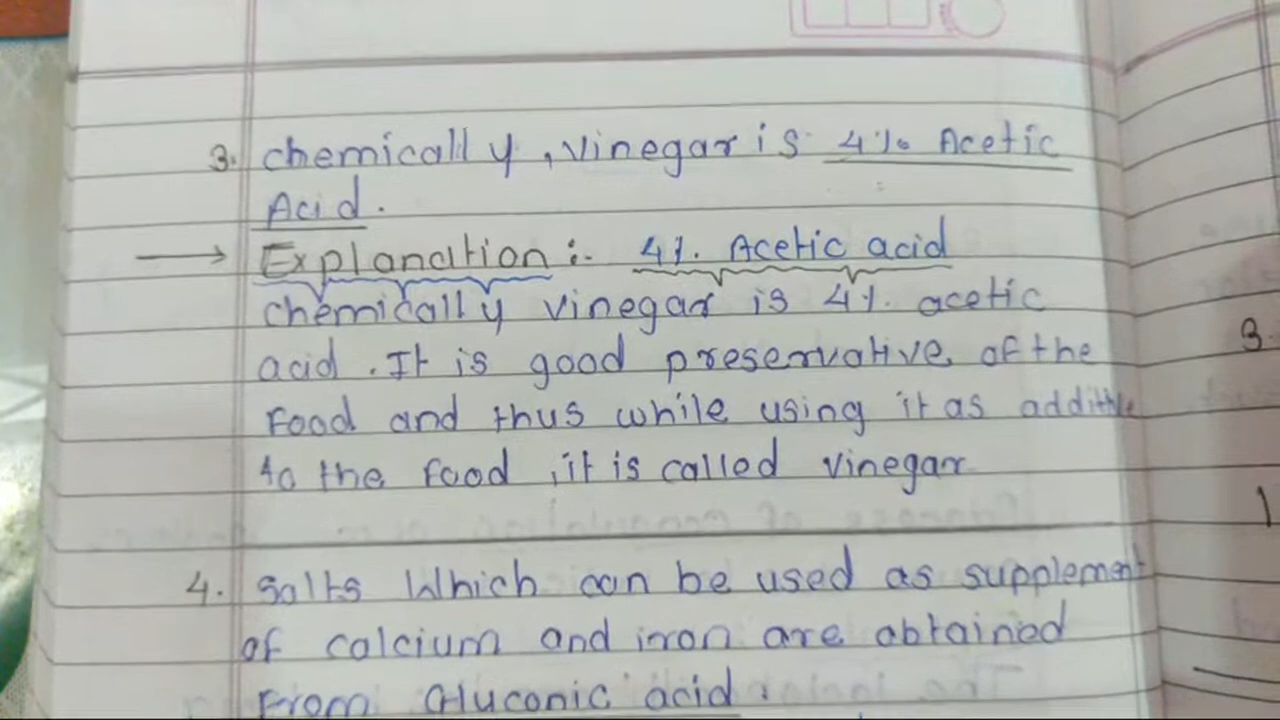 3. chemically, vinegar is 4% Acetic
Acid.
→ Explanation :- 4%. Acetic acid
chemically vinegar is 4%. acetic
acid. It is good preservative of the
Food and thus while using it as additive
to the food, it is called vinegar
4. Salts Which can be used as supplement
of calcium and iron are obtained
From Gluconic acid.
3
1